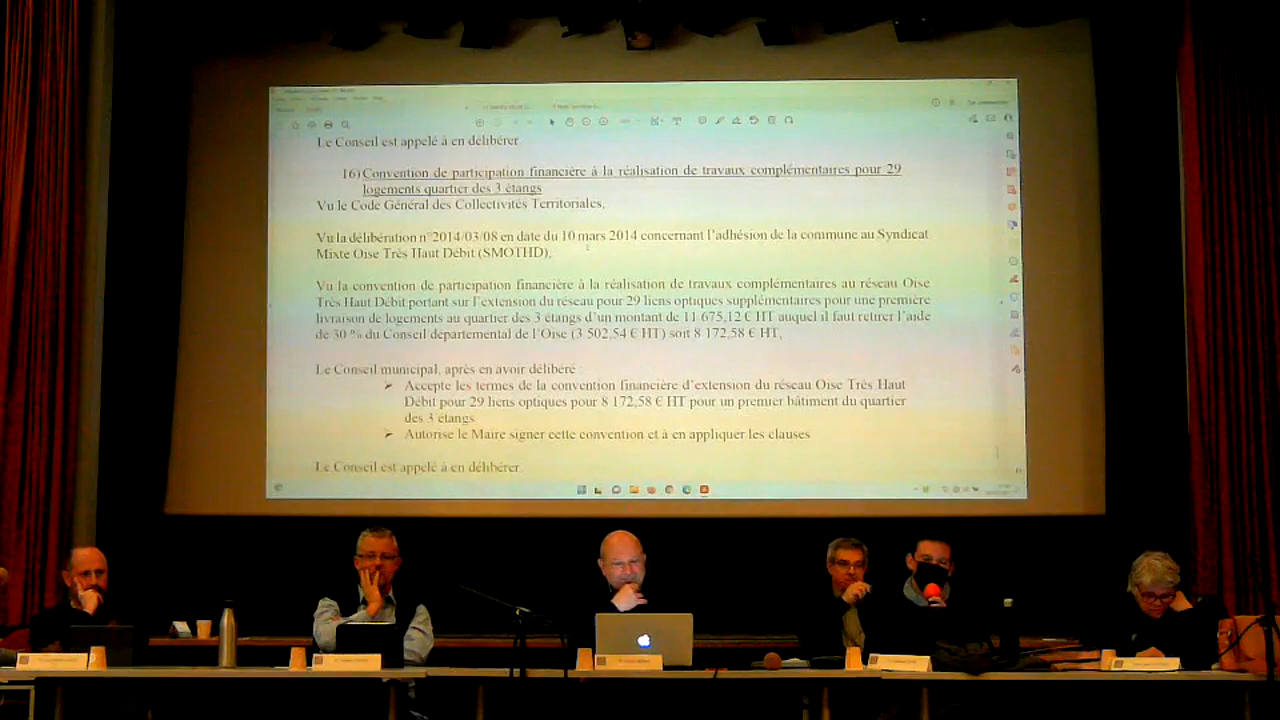 Le Conseil est appelé à en délibérer.
16) Convention de participation financière à la réalisation de travaux complémentaires pour 29
logements quartier des 3 étangs
Vu le Code Général des Collectivités Territoriales,
Vu la délibération n°2014/03/08 en date du 10 mars 2014 concernant l'adhésion de la commune au Syndicat
Mixte Oise Très Haut Débit (SMOTHD),
Vu la convention de participation financière à la réalisation de travaux complémentaires au réseau Oise
Très Haut Débit portant sur l'extension du réseau pour 29 liens optiques supplémentaires pour une première
livraison de logements au quartier des 3 étangs d'un montant de 11 675,12 € HT auquel il faut retirer l'aide
de 30 % du Conseil départemental de l'Oise (3 502,54 € HT) soit 8 172,58 € HT,
Le Conseil municipal, après en avoir délibéré :
➢ Accepte les termes de la convention financière d'extension du réseau Oise Très Haut
Débit pour 29 liens optiques pour 8 172,58 € HT pour un premier bâtiment du quartier
des 3 étangs
➢ Autorise le Maire signer cette convention et à en appliquer les clauses
Le Conseil est appelé à en délibérer.